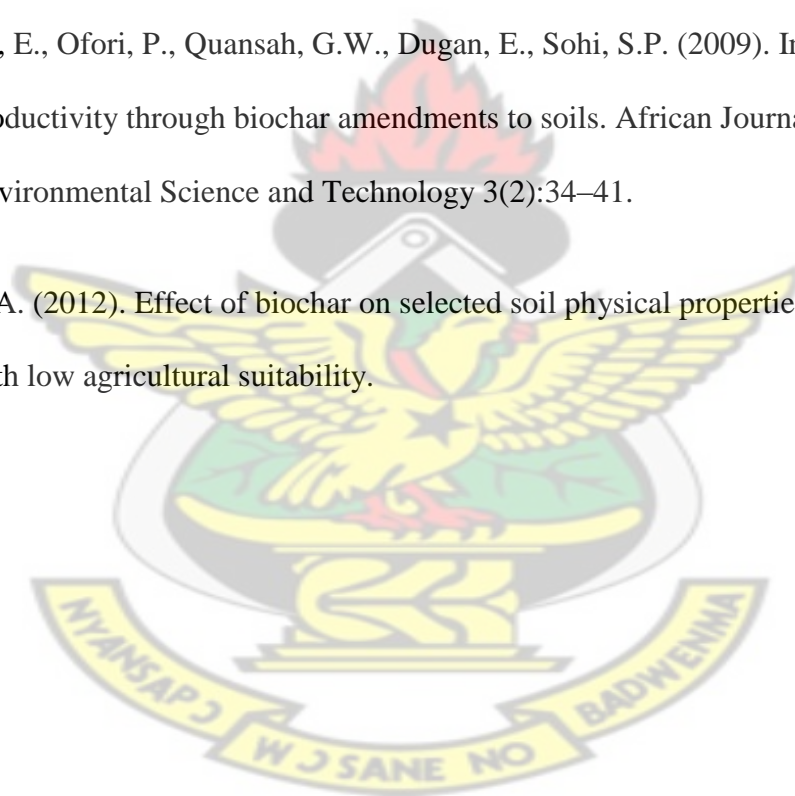 , E., Ofori, P., Quansah, G.W., Dugan, E., Sohi, S.P. (2009). In
oductivity through biochar amendments to soils. African Journa
vironmental Science and Technology 3(2):34–41.
A. (2012). Effect of biochar on selected soil physical propertie
th low agricultural suitability.
NYANSAPƆ WƆSANE NO BADWENMA